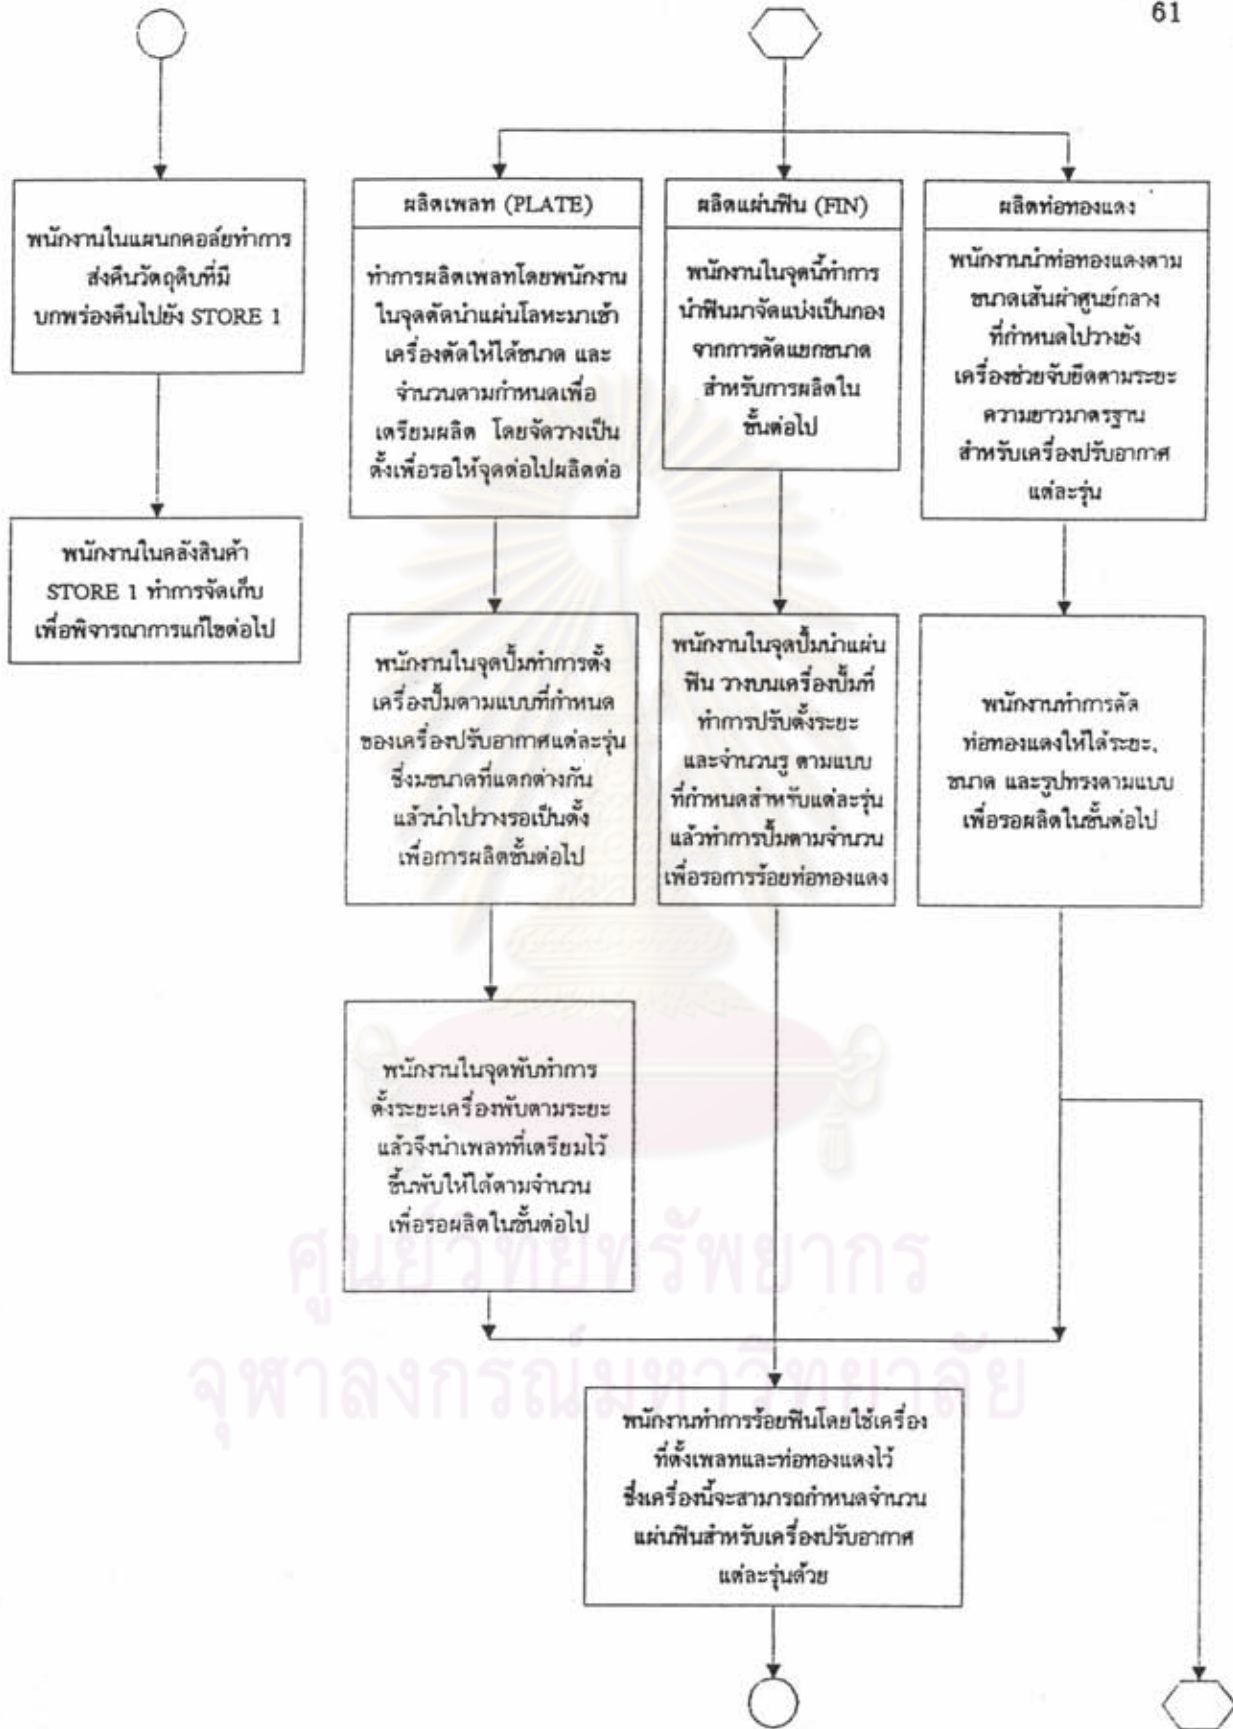 61
พนักงานในแผนกคอล์ยทำการ
ส่งคืนวัตถุดิบที่มี
บกพร่องคืนไปยัง STORE 1
พนักงานในคลังสินค้า
STORE 1 ทำการจัดเก็บ
เพื่อพิจารณาการแก้ไขต่อไป
ผลิตเพลท (PLATE)
ทำการผลิตเพลทโดยพนักงาน
ในจุดตัดนำแผ่นโลหะมาเข้า
เครื่องตัดให้ได้ขนาด และ
จำนวนตามกำหนดเพื่อ
เตรียมผลิต โดยจัดวางเป็น
ตั้งเพื่อรอให้จุดต่อไปผลิตต่อ
พนักงานในจุดปั๊มทำการตั้ง
เครื่องปั๊มตามแบบที่กำหนด
ของเครื่องปรับอากาศแต่ละรุ่น
ซึ่งมขนาดที่แตกต่างกัน
แล้วนำไปวางรอเป็นตั้ง
เพื่อการผลิตขั้นต่อไป
พนักงานในจุดพับทำการ
ตั้งระยะเครื่องพับตามระยะ
แล้วจึงนำเพลทที่เตรียมไว้
ขึ้นพับให้ได้ตามจำนวน
เพื่อรอผลิตในขั้นต่อไป
ผลิตแผ่นฟิน (FIN)
พนักงานในจุดนี้ทำการ
นำฟินมาจัดแบ่งเป็นกอง
จากการคัดแยกขนาด
สำหรับการผลิตใน
ขั้นต่อไป
พนักงานในจุดปั๊มนำแผ่น
ฟิน วางบนเครื่องปั๊มที่
ทำการปรับตั้งระยะ
และจำนวนรู ตามแบบ
ที่กำหนดสำหรับแต่ละรุ่น
แล้วทำการปั๊มตามจำนวน
เพื่อรอการร้อยท่อทองแดง
ผลิตท่อทองแดง
พนักงานนำท่อทองแดงตาม
ขนาดเส้นผ่าศูนย์กลาง
ที่กำหนดไปวางยัง
เครื่องช่วยจับยึดตามระยะ
ความยาวมาตรฐาน
สำหรับเครื่องปรับอากาศ
แต่ละรุ่น
พนักงานทำการดัด
ท่อทองแดงให้ได้ระยะ,
ขนาด และรูปทรงตามแบบ
เพื่อรอผลิตในขั้นต่อไป
พนักงานทำการร้อยฟินโดยใช้เครื่อง
ที่ตั้งเพลทและท่อทองแดงไว้
ซึ่งเครื่องนี้จะสามารถกำหนดจำนวน
แผ่นฟินสำหรับเครื่องปรับอากาศ
แต่ละรุ่นด้วย
ศูนย์วิทยทรัพยากร
จุฬาลงกรณ์มหาวิทยาลัย